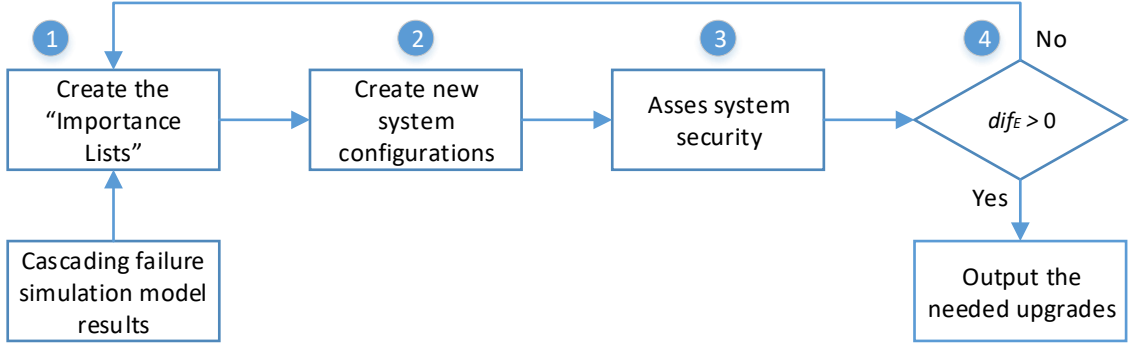 1
Create the
“Importance
Lists”
2
Create new
system
configurations
3
Asses system
security
4
No
difE > 0
Yes
Cascading failure
simulation model
results
Output the
needed upgrades